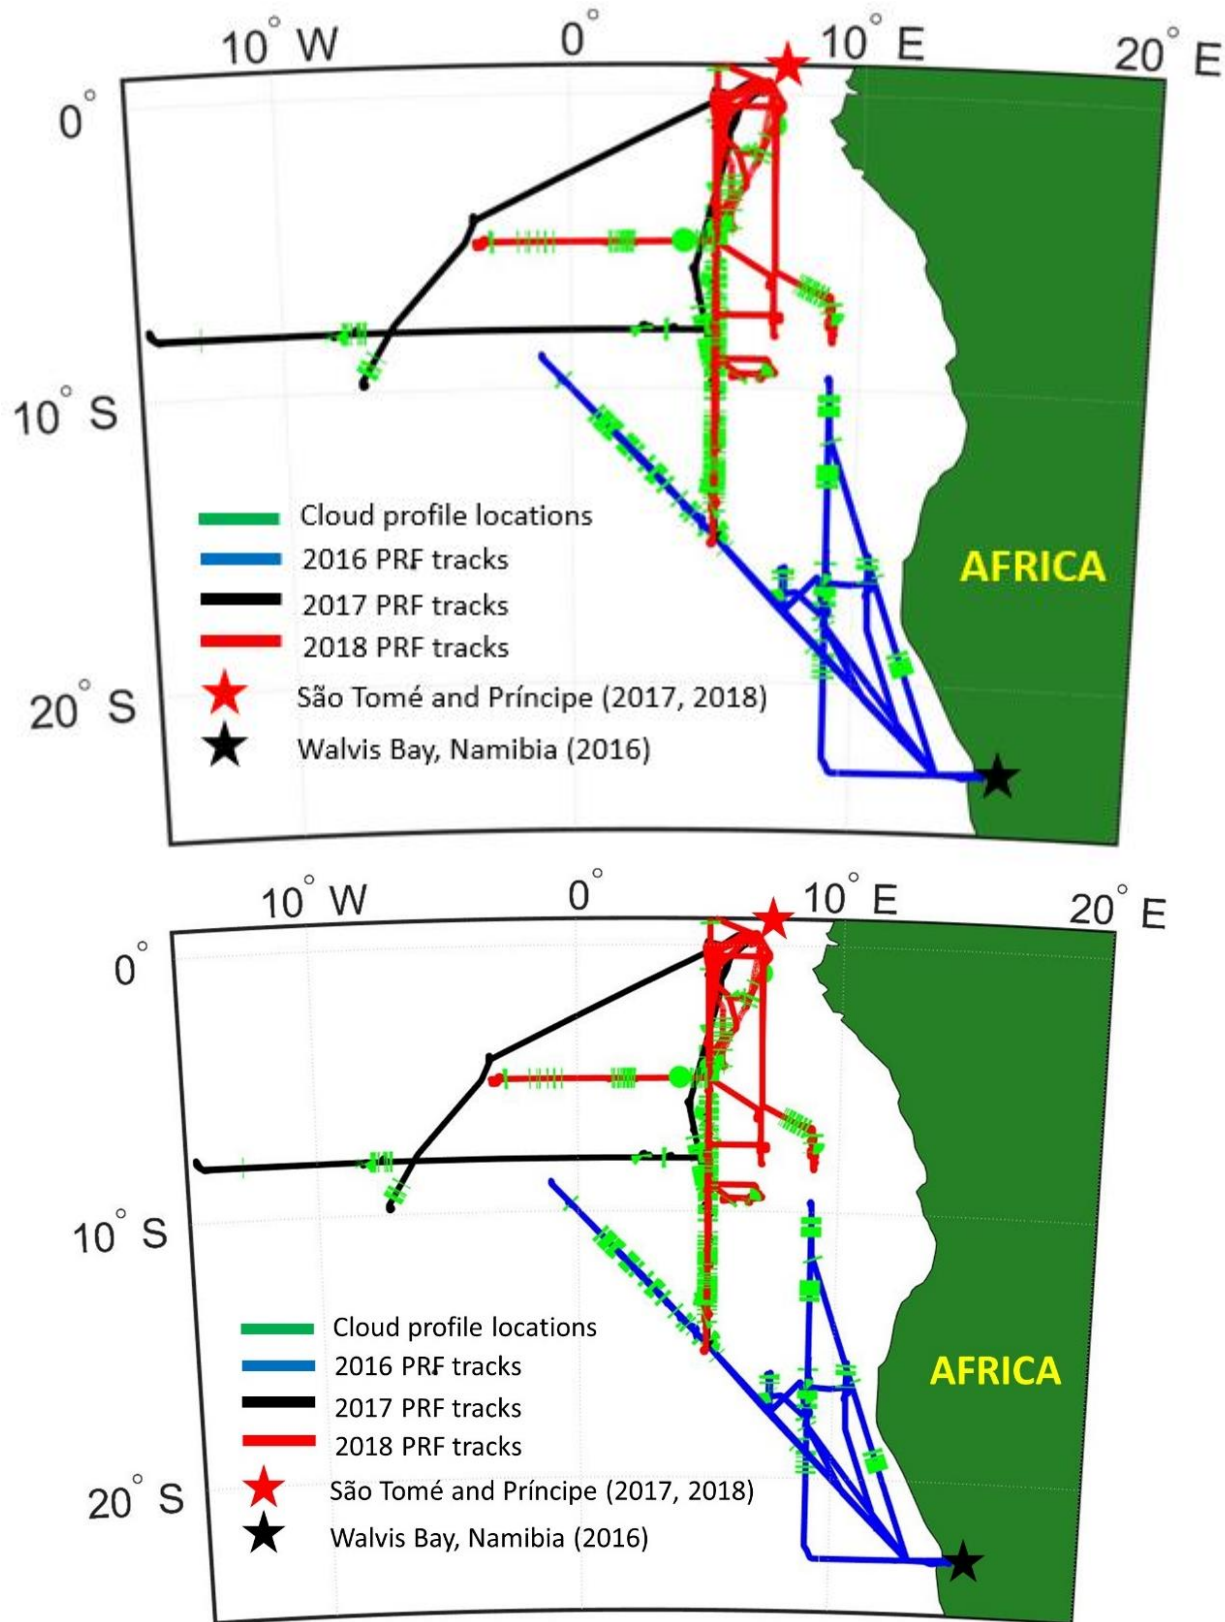 10° W 0° 10° E 20° E
0°
10° S
Cloud profile locations
2016 PRF tracks
AFRICA
2017 PRF tracks
2018 PRF tracks
20° S
São Tomé and Príncipe (2017, 2018)
Walvis Bay, Namibia (2016)
10° W 0° 10° E 20° E
0°
10° S
Cloud profile locations
2016 PRF tracks
AFRICA
2017 PRF tracks
2018 PRF tracks
20° S
São Tomé and Príncipe (2017, 2018)
Walvis Bay, Namibia (2016)